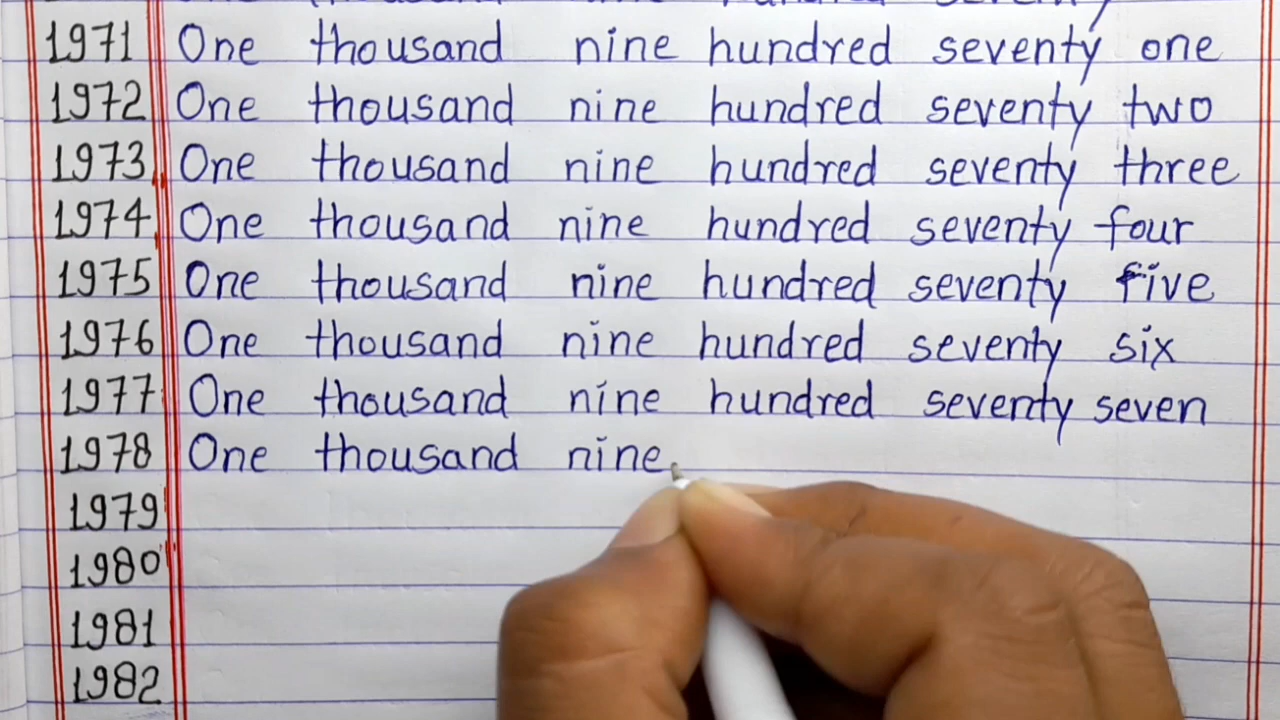 hundred seventy
1971 One thousand nine hundred seventy one
1972 One thousand nine hundred seventy two
1973 One thousand nine hundred seventy three
1974 One thousand nine hundred seventy four
1975 One thousand nine hundred seventy five
1976 One thousand nine hundred seventy six
1977 One thousand nine hundred seventy seven
1978 One thousand nine
1979
1980
1981
1982